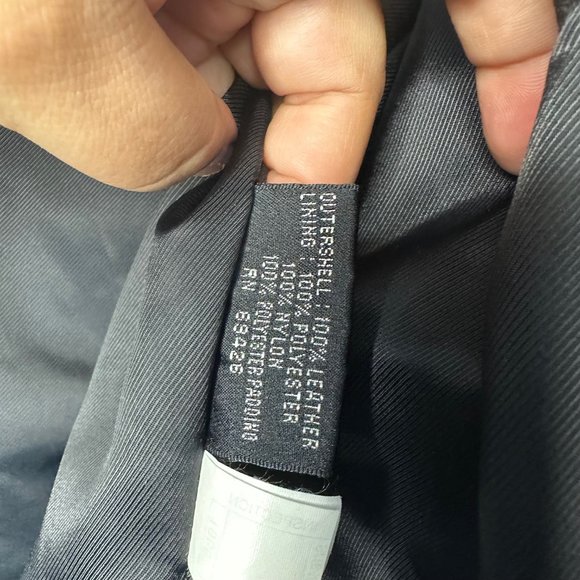 OUTERSHELL : 100% LEATHER
LINING : 100% POLYESTER
100% NYLON
100% POLYESTER PADDING
RN 69426